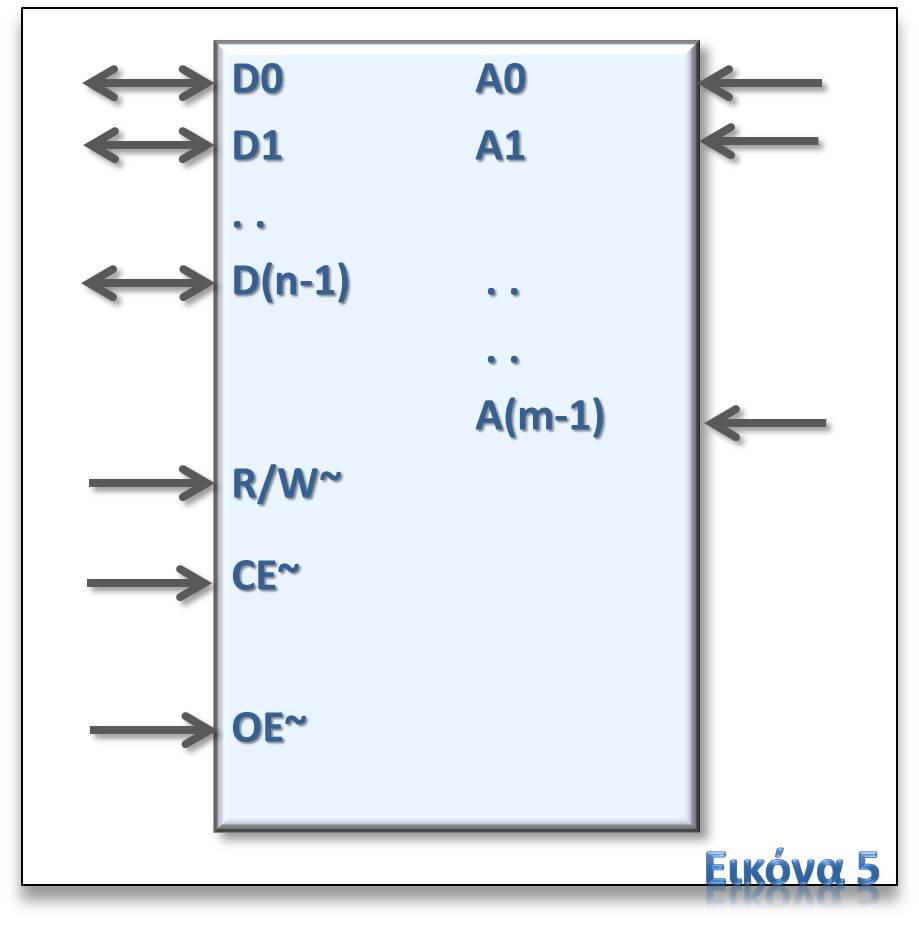 D0 A0
D1 A1
. .
D(n-1) . .
. .
A(m-1)
R/W~
CE~
OE~
Εικόνα 5